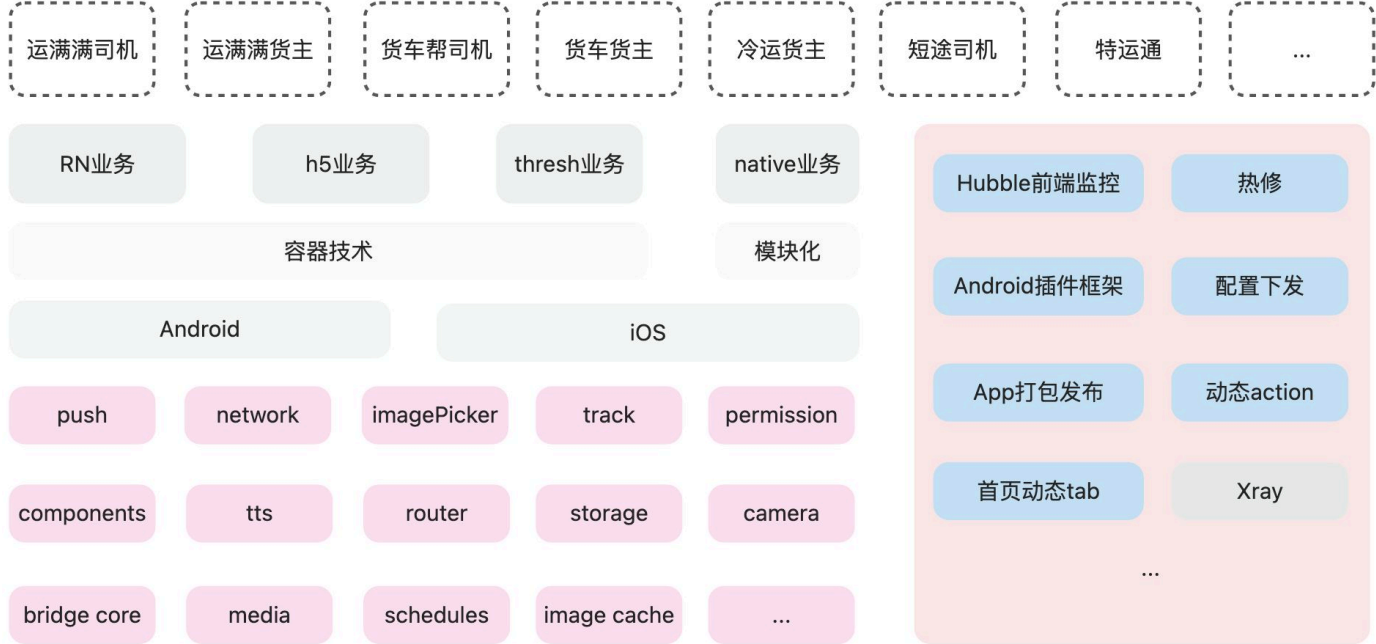 运满满司机
运满满货主
货车帮司机
货车货主
冷运货主
短途司机
特运通
...
RN业务
h5业务
thresh业务
native业务
容器技术
模块化
Android
iOS
push
network
imagePicker
track
permission
components
tts
router
storage
camera
bridge core
media
schedules
image cache
...
Hubble前端监控
热修
Android插件框架
配置下发
App打包发布
动态action
首页动态tab
Xray
...